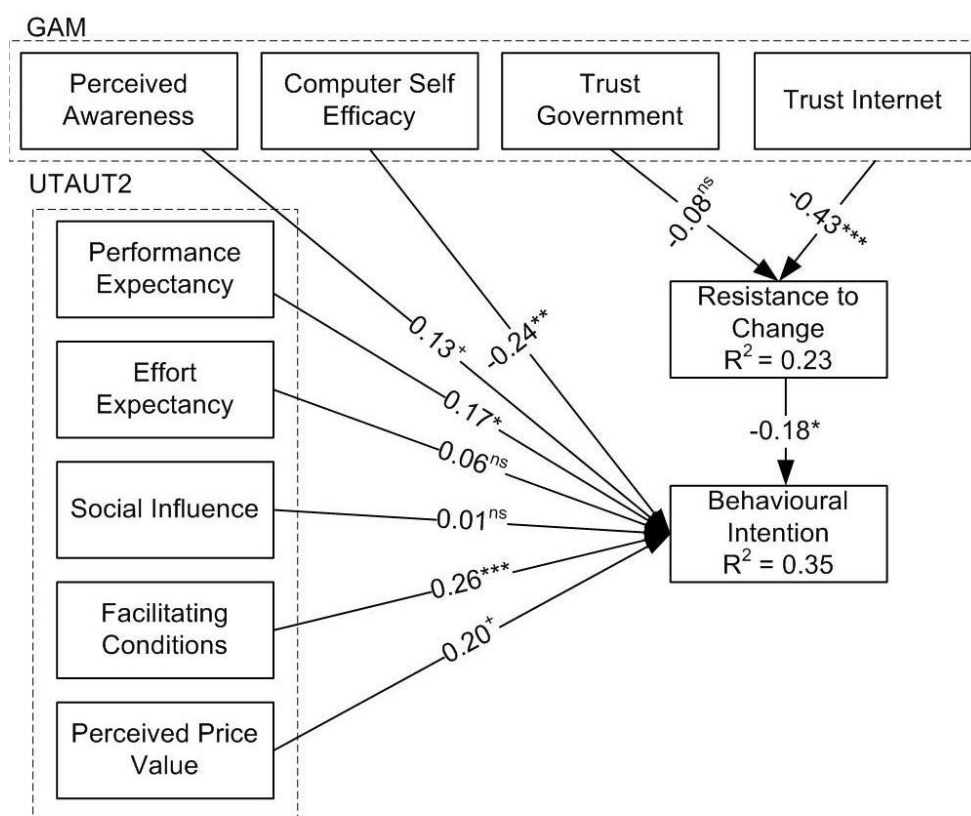 GAM
Perceived
Awareness
Computer Self
Efficacy
Trust
Government
Trust Internet
UTAUT2
Performance
Expectancy
Effort
Expectancy
Social Influence
Facilitating
Conditions
Perceived Price
Value
-0.08ns
-0.43***
Resistance to
Change
R² = 0.23
0.13+
-0.24**
0.17*
0.06ns
0.01ns
0.26***
0.20+
-0.18*
Behavioural
Intention
R² = 0.35